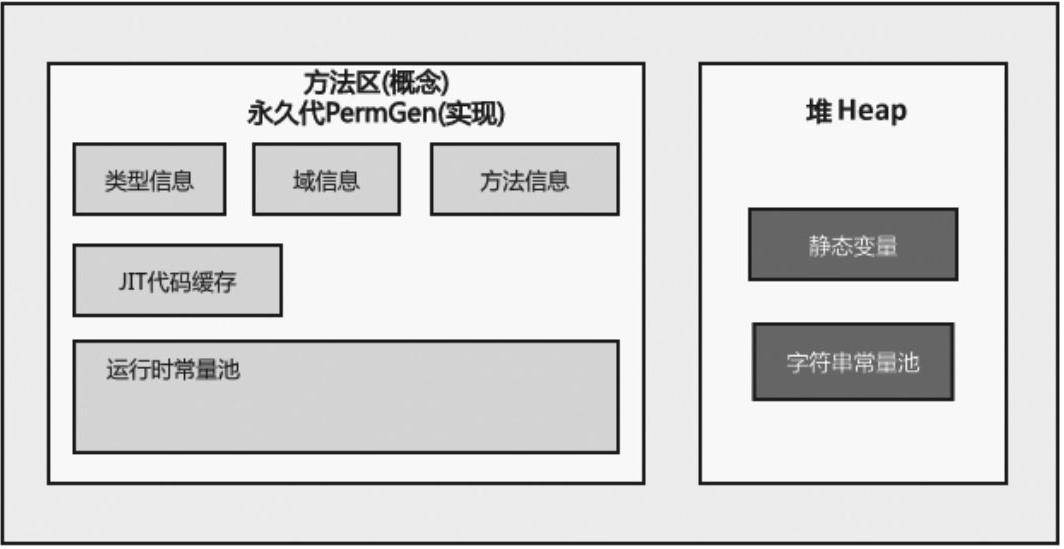 方法区(概念)
永久代PermGen(实现)
堆 Heap
类型信息
域信息
方法信息
静态变量
JIT代码缓存
运行时常量池
字符串常量池